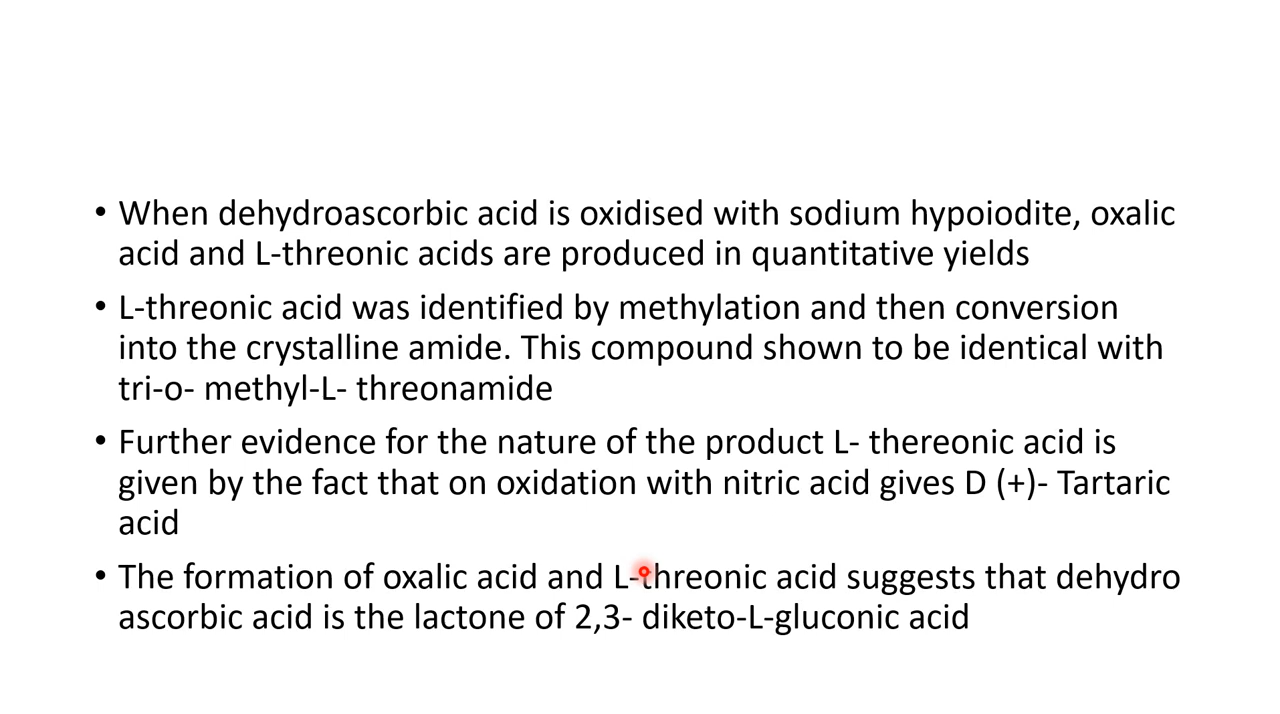 • When dehydroascorbic acid is oxidised with sodium hypoiodite, oxalic
acid and L-threonic acids are produced in quantitative yields
• L-threonic acid was identified by methylation and then conversion
into the crystalline amide. This compound shown to be identical with
tri-o- methyl-L- threonamide
• Further evidence for the nature of the product L- thereonic acid is
given by the fact that on oxidation with nitric acid gives D (+)- Tartaric
acid
• The formation of oxalic acid and L-threonic acid suggests that dehydro
ascorbic acid is the lactone of 2,3- diketo-L-gluconic acid